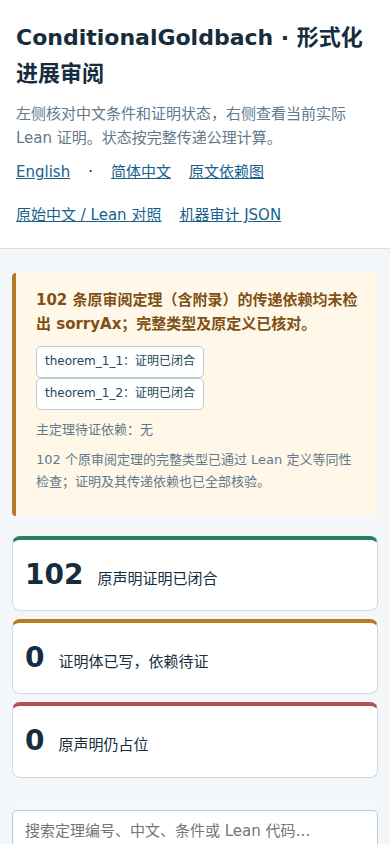 ConditionalGoldbach · 形式化
进展审阅
左侧核对中文条件和证明状态，右侧查看当前实际
Lean 证明。状态按完整传递公理计算。
English · 简体中文 原文依赖图
原始中文 / Lean 对照 机器审计 JSON
102 条原审阅定理（含附录）的传递依赖均未检
出 sorryAx；完整类型及原定义已核对。
theorem_1_1：证明已闭合
theorem_1_2：证明已闭合
主定理待证依赖：无
102 个原审阅定理的完整类型已通过 Lean 定义等同性
检查；证明及其传递依赖也已全部核验。
102 原声明证明已闭合
0 证明体已写，依赖待证
0 原声明仍占位
搜索定理编号、中文、条件或 Lean 代码…